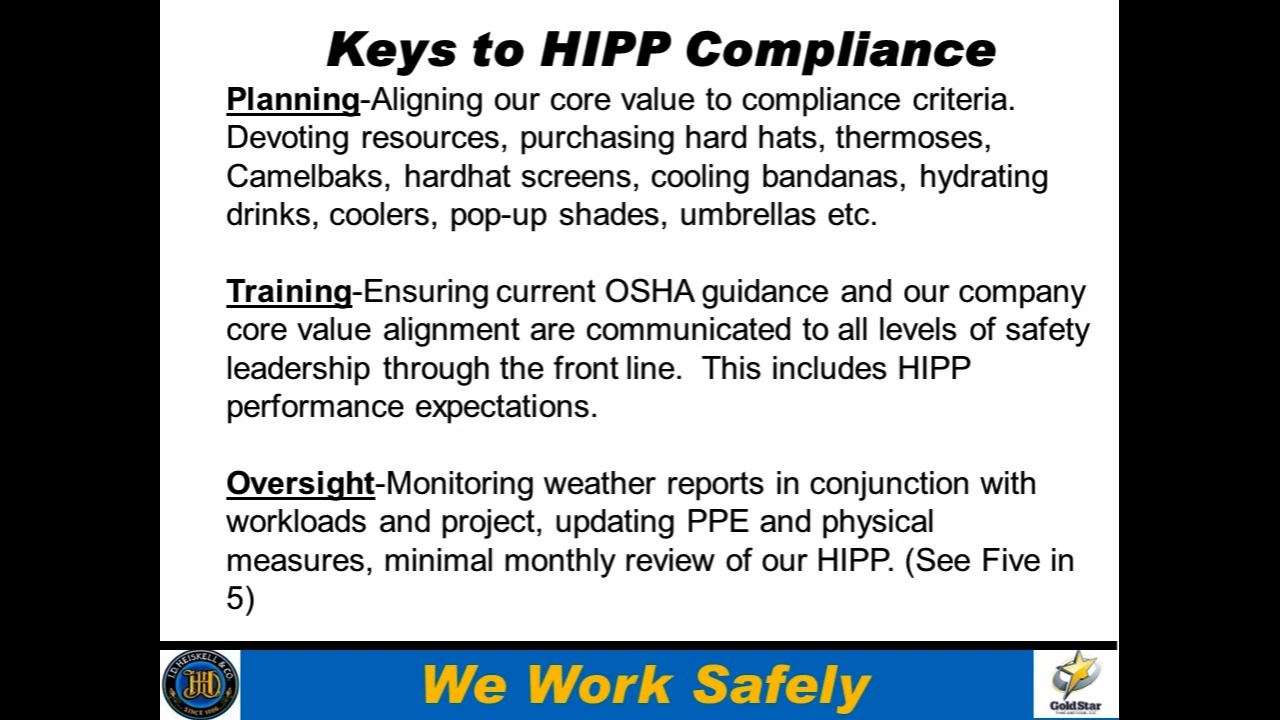 Keys to HIPP Compliance
Planning-Aligning our core value to compliance criteria.
Devoting resources, purchasing hard hats, thermoses,
Camelbaks, hardhat screens, cooling bandanas, hydrating
drinks, coolers, pop-up shades, umbrellas etc.
Training-Ensuring current OSHA guidance and our company
core value alignment are communicated to all levels of safety
leadership through the front line.  This includes HIPP
performance expectations.
Oversight-Monitoring weather reports in conjunction with
workloads and project, updating PPE and physical
measures, minimal monthly review of our HIPP. (See Five in
5)
J.D. HEISKELL & CO.
SINCE 1886
We Work Safely
GoldStar